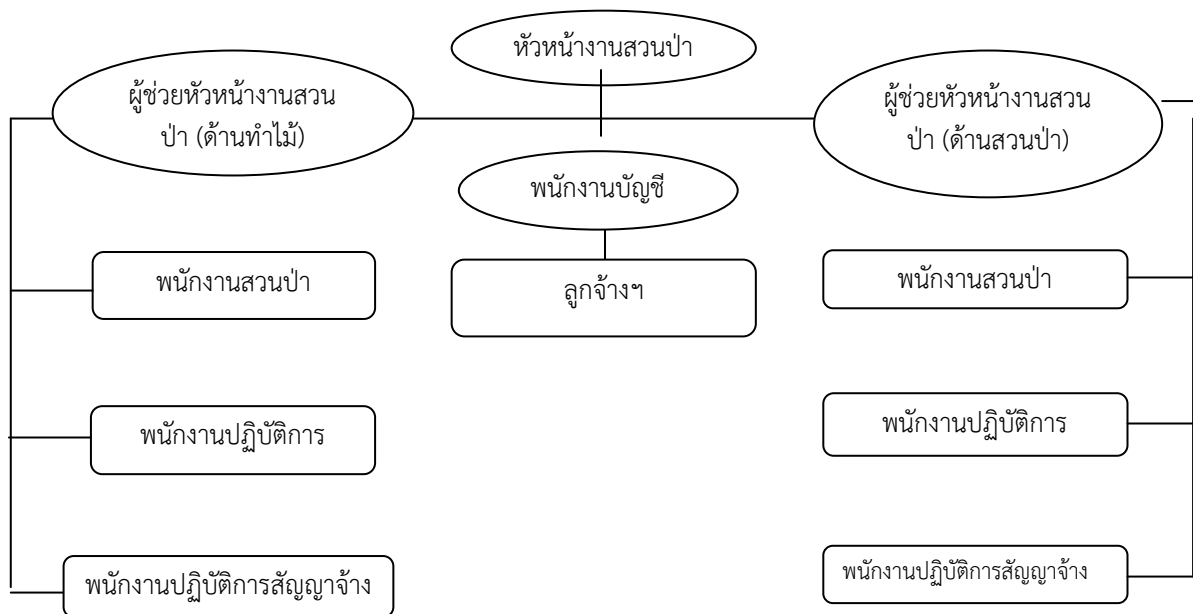 หัวหน้างานสวนป่า
ผู้ช่วยหัวหน้างานสวน
ป่า (ด้านทำไม้)
ผู้ช่วยหัวหน้างานสวน
ป่า (ด้านสวนป่า)
พนักงานบัญชี
พนักงานสวนป่า
ลูกจ้างฯ
พนักงานสวนป่า
พนักงานปฏิบัติการ
พนักงานปฏิบัติการ
พนักงานปฏิบัติการสัญญาจ้าง
พนักงานปฏิบัติการสัญญาจ้าง